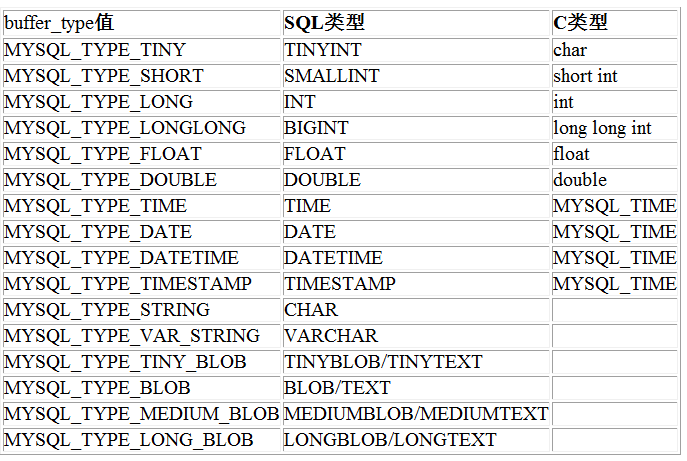 buffer_type值 SQL类型 C类型
MYSQL_TYPE_TINY TINYINT char
MYSQL_TYPE_SHORT SMALLINT short int
MYSQL_TYPE_LONG INT int
MYSQL_TYPE_LONGLONG BIGINT long long int
MYSQL_TYPE_FLOAT FLOAT float
MYSQL_TYPE_DOUBLE DOUBLE double
MYSQL_TYPE_TIME TIME MYSQL_TIME
MYSQL_TYPE_DATE DATE MYSQL_TIME
MYSQL_TYPE_DATETIME DATETIME MYSQL_TIME
MYSQL_TYPE_TIMESTAMP TIMESTAMP MYSQL_TIME
MYSQL_TYPE_STRING CHAR
MYSQL_TYPE_VAR_STRING VARCHAR
MYSQL_TYPE_TINY_BLOB TINYBLOB/TINYTEXT
MYSQL_TYPE_BLOB BLOB/TEXT
MYSQL_TYPE_MEDIUM_BLOB MEDIUMBLOB/MEDIUMTEXT
MYSQL_TYPE_LONG_BLOB LONGBLOB/LONGTEXT